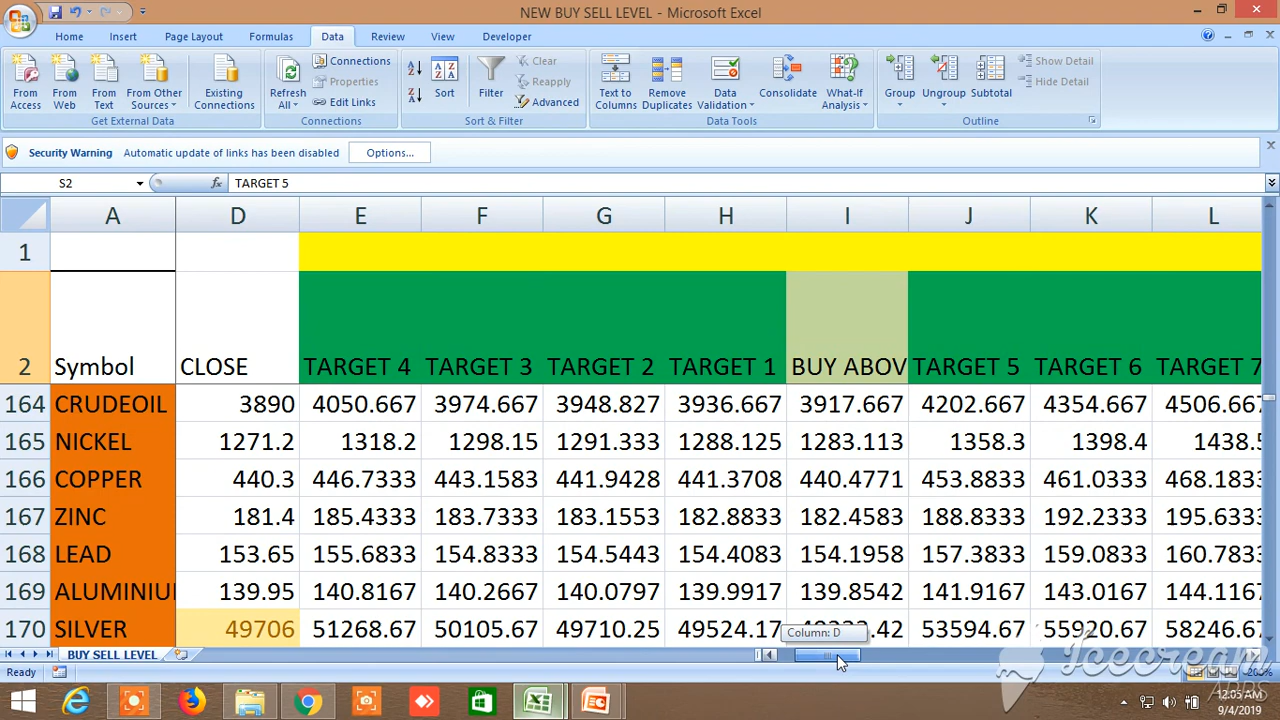 NEW BUY SELL LEVEL - Microsoft Excel
Home Insert Page Layout Formulas Data Review View Developer
From Access From Web From Text From Other Sources Existing Connections Refresh All Connections Properties Edit Links Sort Filter Clear Reapply Advanced Text to Columns Remove Duplicates Data Validation Consolidate What-If Analysis Group Ungroup Subtotal Show Detail Hide Detail
Get External Data Connections Sort & Filter Data Tools Outline
Security Warning Automatic update of links has been disabled Options...
S2 fx TARGET 5
A D E F G H I J K L
1
2 Symbol CLOSE TARGET 4 TARGET 3 TARGET 2 TARGET 1 BUY ABOV TARGET 5 TARGET 6 TARGET 7
164 CRUDEOIL 3890 4050.667 3974.667 3948.827 3936.667 3917.667 4202.667 4354.667 4506.667
165 NICKEL 1271.2 1318.2 1298.15 1291.333 1288.125 1283.113 1358.3 1398.4 1438.5
166 COPPER 440.3 446.7333 443.1583 441.9428 441.3708 440.4771 453.8833 461.0333 468.1833
167 ZINC 181.4 185.4333 183.7333 183.1553 182.8833 182.4583 188.8333 192.2333 195.6333
168 LEAD 153.65 155.6833 154.8333 154.5443 154.4083 154.1958 157.3833 159.0833 160.7833
169 ALUMINIU 139.95 140.8167 140.2667 140.0797 139.9917 139.8542 141.9167 143.0167 144.1167
170 SILVER 49706 51268.67 50105.67 49710.25 49524.17 .42 53594.67 55920.67 58246.67
Column: D
BUY SELL LEVEL
Ready 200%
Icecream
APPS
12:05 AM
9/4/2019